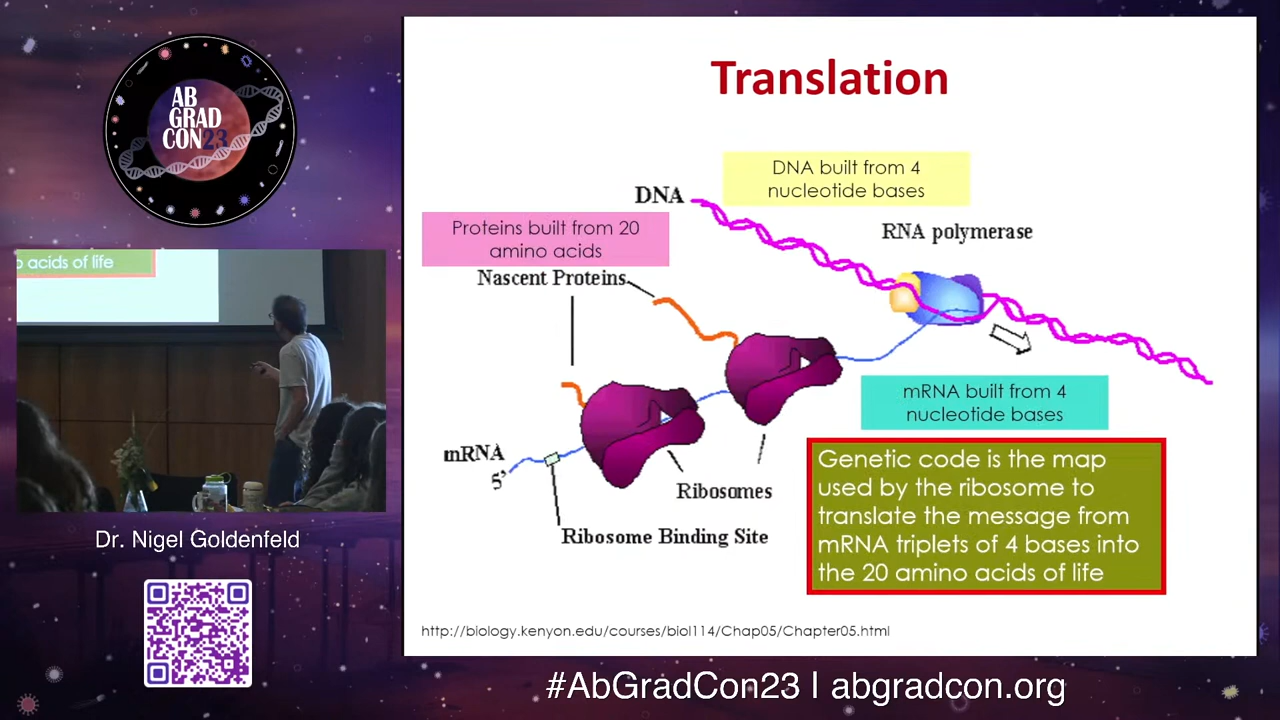 AB
GRAD
CON23
o acids of life
Dr. Nigel Goldenfeld
Translation
DNA built from 4
nucleotide bases
DNA
Proteins built from 20
amino acids
RNA polymerase
Nascent Proteins
mRNA built from 4
nucleotide bases
mRNA
5'
Ribosomes
Ribosome Binding Site
Genetic code is the map
used by the ribosome to
translate the message from
mRNA triplets of 4 bases into
the 20 amino acids of life
http://biology.kenyon.edu/courses/biol114/Chap05/Chapter05.html
#AbGradCon23 I abgradcon.org